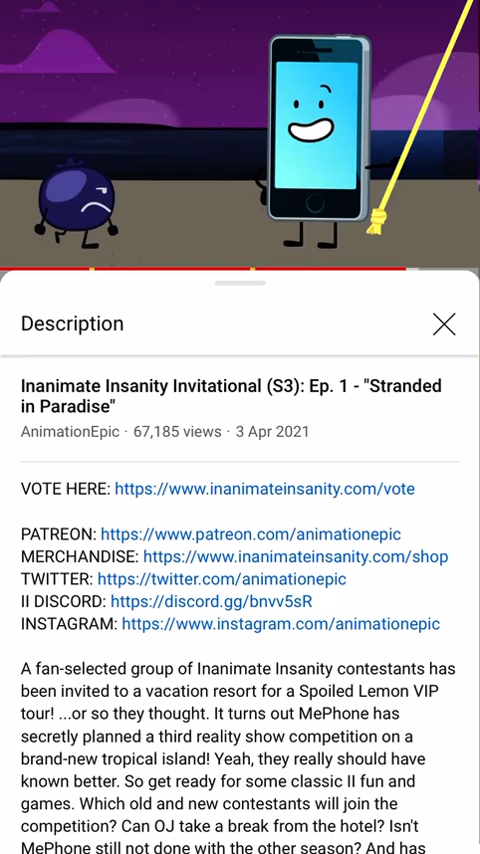 Description
Inanimate Insanity Invitational (S3): Ep. 1 - "Stranded
in Paradise"
AnimationEpic · 67,185 views · 3 Apr 2021
VOTE HERE: https://www.inanimateinsanity.com/vote
PATREON: https://www.patreon.com/animationepic
MERCHANDISE: https://www.inanimateinsanity.com/shop
TWITTER: https://twitter.com/animationepic
II DISCORD: https://discord.gg/bnvv5sR
INSTAGRAM: https://www.instagram.com/animationepic
A fan-selected group of Inanimate Insanity contestants has
been invited to a vacation resort for a Spoiled Lemon VIP
tour! ...or so they thought. It turns out MePhone has
secretly planned a third reality show competition on a
brand-new tropical island! Yeah, they really should have
known better. So get ready for some classic II fun and
games. Which old and new contestants will join the
competition? Can OJ take a break from the hotel? Isn't
MePhone still not done with the other season? And has